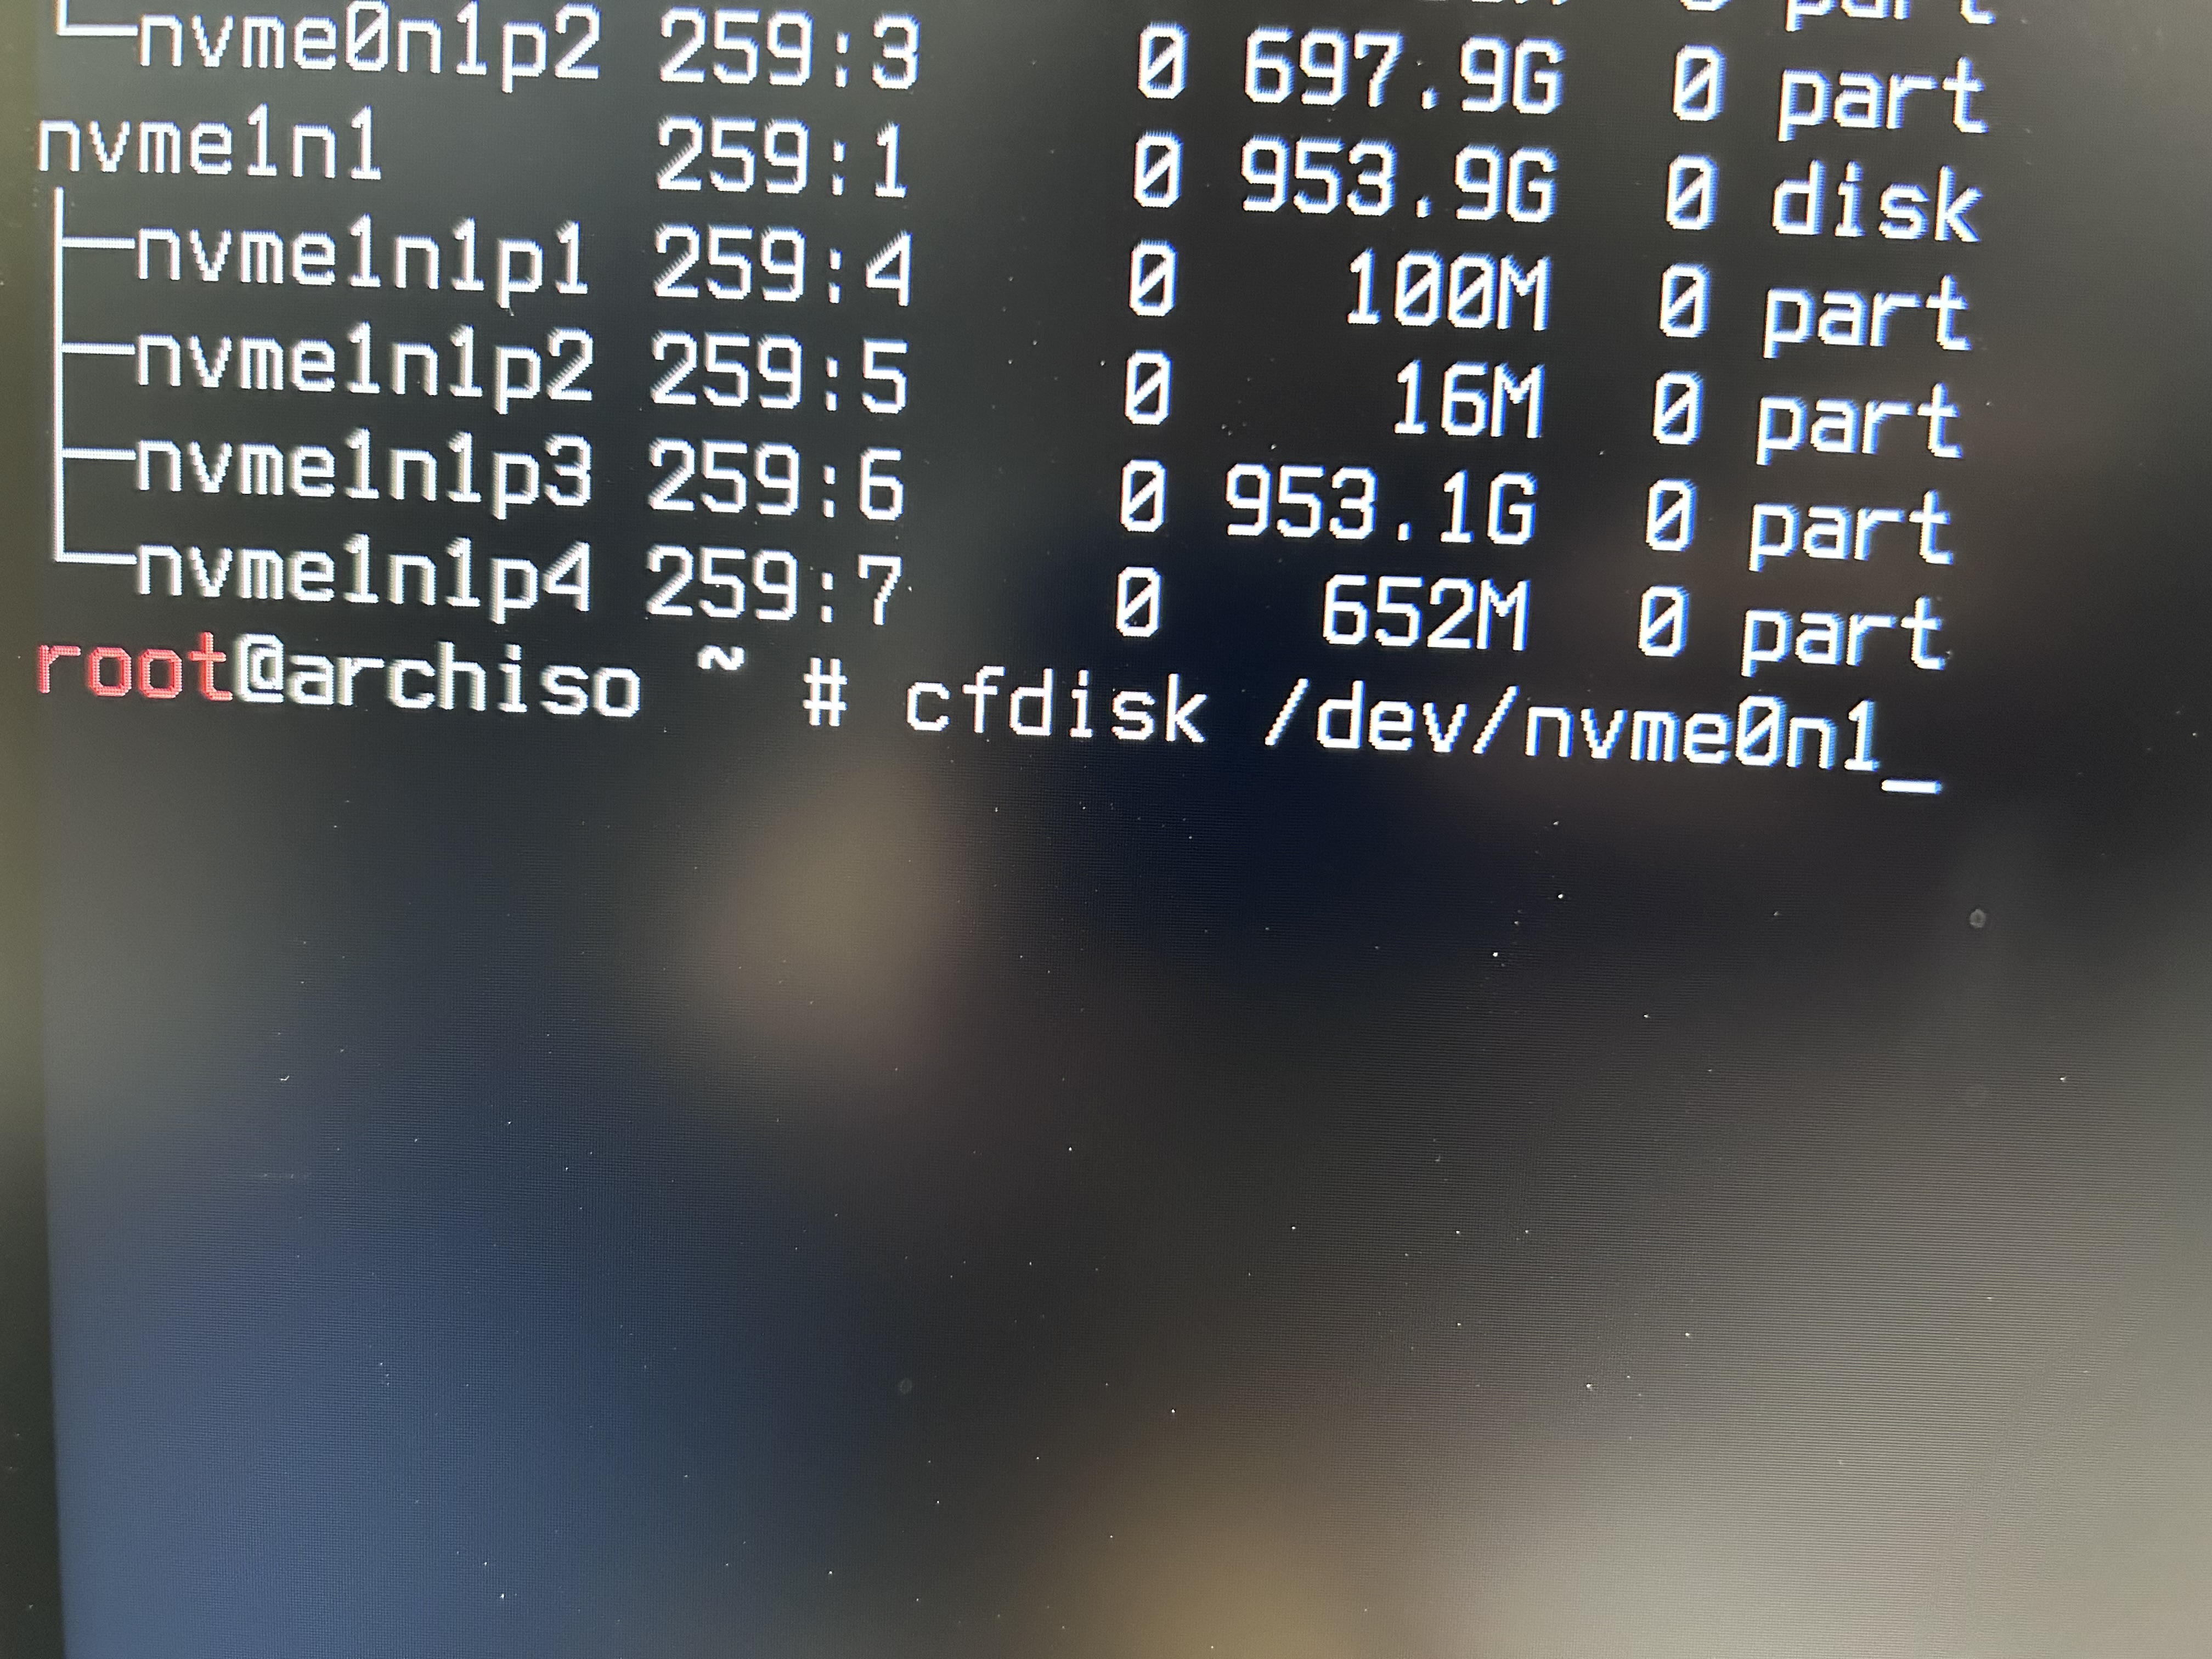 0 part
└─nvme0n1p2 259:3 0 697.9G 0 part
nvme1n1 259:1 0 953.9G 0 disk
├─nvme1n1p1 259:4 0 100M 0 part
├─nvme1n1p2 259:5 0 16M 0 part
├─nvme1n1p3 259:6 0 953.1G 0 part
└─nvme1n1p4 259:7 0 652M 0 part
root@archiso ~ # cfdisk /dev/nvme0n1_